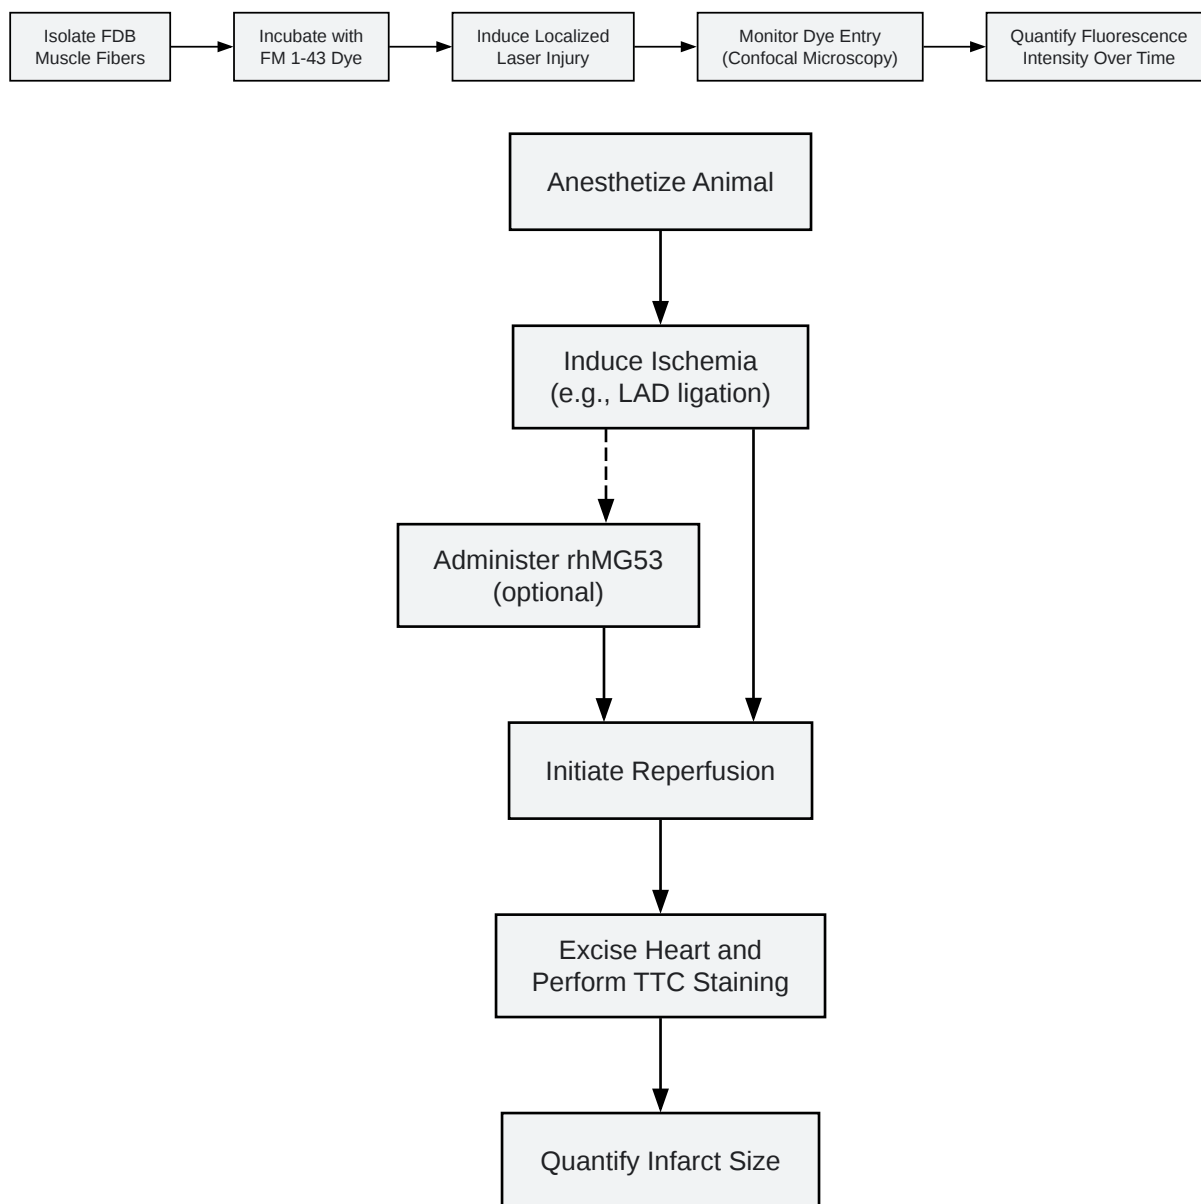 Isolate FDB
Muscle Fibers
Incubate with
FM 1-43 Dye
Induce Localized
Laser Injury
Monitor Dye Entry
(Confocal Microscopy)
Quantify Fluorescence
Intensity Over Time
Anesthetize Animal
Induce Ischemia
(e.g., LAD ligation)
Administer rhMG53
(optional)
Initiate Reperfusion
Excise Heart and
Perform TTC Staining
Quantify Infarct Size